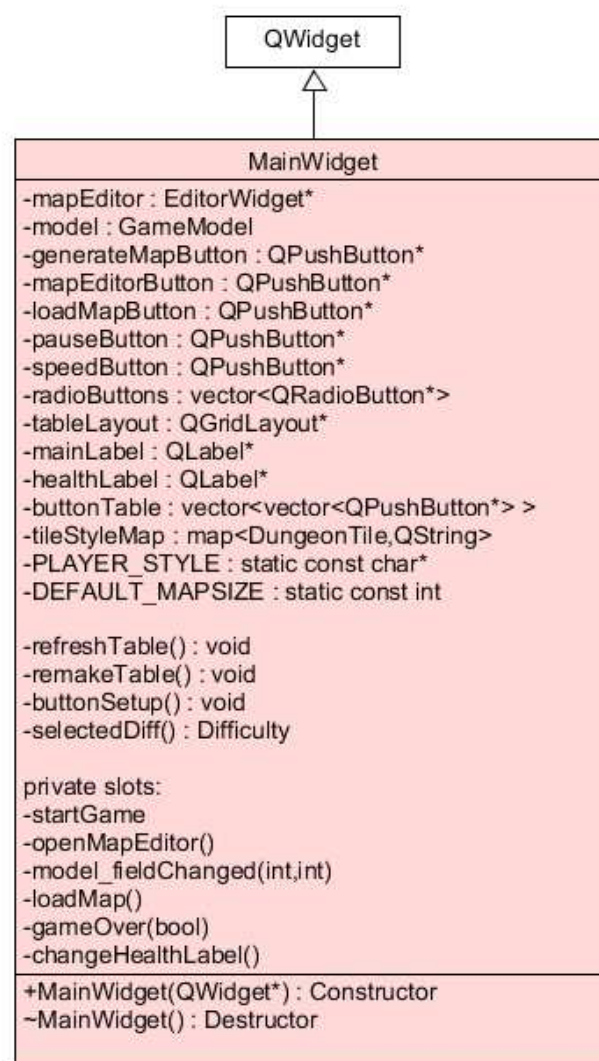 QWidget
MainWidget
-mapEditor : EditorWidget*
-model : GameModel
-generateMapButton : QPushButton*
-mapEditorButton : QPushButton*
-loadMapButton : QPushButton*
-pauseButton : QPushButton*
-speedButton : QPushButton*
-radioButtons : vector<QRadioButton*>
-tableLayout : QGridLayout*
-mainLabel : QLabel*
-healthLabel : QLabel*
-buttonTable : vector<vector<QPushButton*> >
-tileStyleMap : map<DungeonTile,QString>
-PLAYER_STYLE : static const char*
-DEFAULT_MAPSIZE : static const int
-refreshTable() : void
-remakeTable() : void
-buttonSetup() : void
-selectedDiff() : Difficulty
private slots:
-startGame
-openMapEditor()
-model_fieldChanged(int,int)
-loadMap()
-gameOver(bool)
-changeHealthLabel()
+MainWidget(QWidget*) : Constructor
~MainWidget() : Destructor